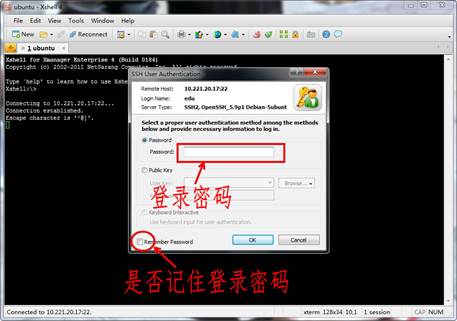 ubuntu - Xshell 4
File Edit View Tools Window Help
New
Reconnect
1 ubuntu
Xshell for Xmanager Enterprise 4 (Build 0184)
Copyright (c) 2002-2011 NetSarang Computer, Inc. All rights reserved.
Type `help' to learn how to use Xshe
Xshell:\>
Connecting to 10.221.20.17:22...
Connection established.
Escape character is '^@]'.
SSH User Authentication
Remote Host: 10.221.20.17:22
Login Name: edu
Server Type: SSH2, OpenSSH_5.9p1 Debian-5ubunt
Select a proper user authentication method among the methods
below and provide necessary information to log in.
Password
Password:
登录密码
Public Key
User Key:
Browse...
Keyboard Interactive
Use keyboard input for user authentication.
Remember Password
OK
Cancel
是否记住登录密码
Connected to 10.221.20.17:22.
xterm 128x34 10,1 1 session CAP NUM